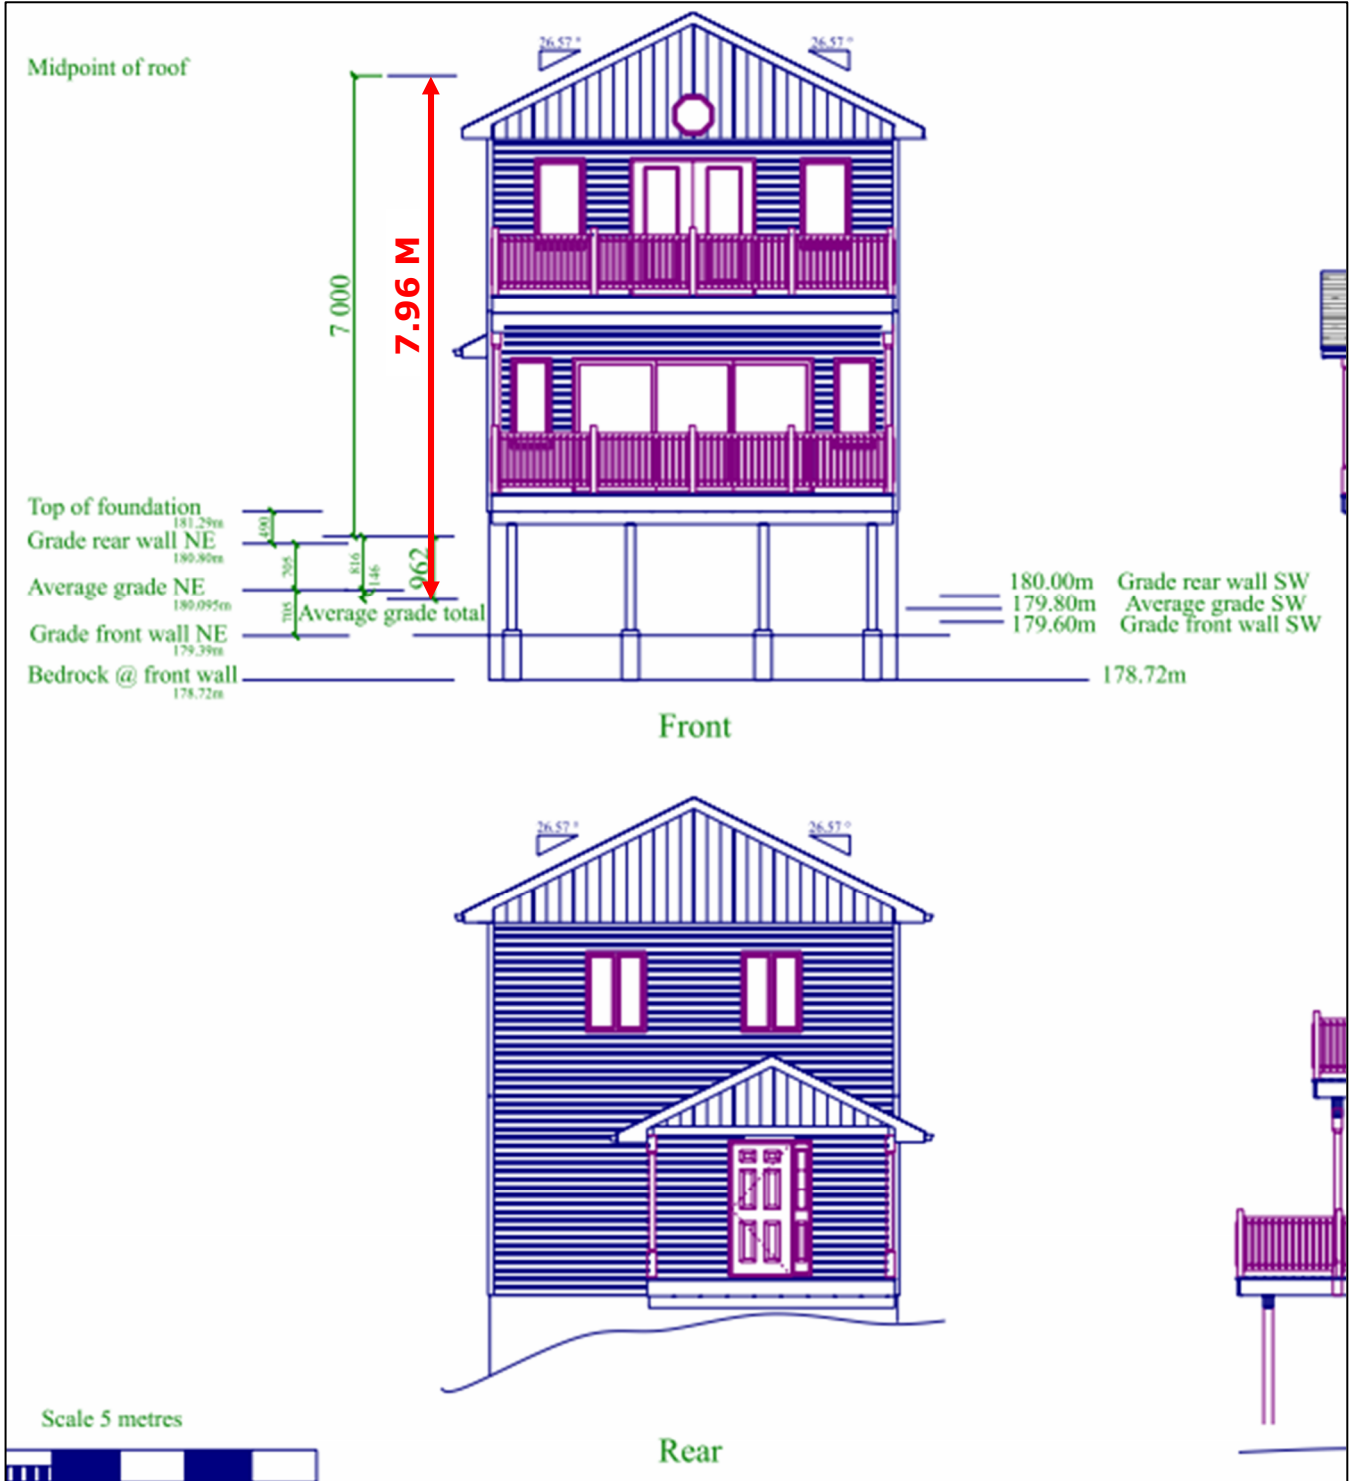 26.57 °
26.57 °
Midpoint of roof
7 000
7.96 M
Top of foundation
181.29m
490
Grade rear wall NE
180.80m
705
816
146
962
Average grade NE
180.095m
705
Average grade total
Grade front wall NE
179.39m
Bedrock @ front wall
178.72m
180.00m Grade rear wall SW
179.80m Average grade SW
179.60m Grade front wall SW
178.72m
Front
26.57 °
26.57 °
Scale 5 metres
Rear